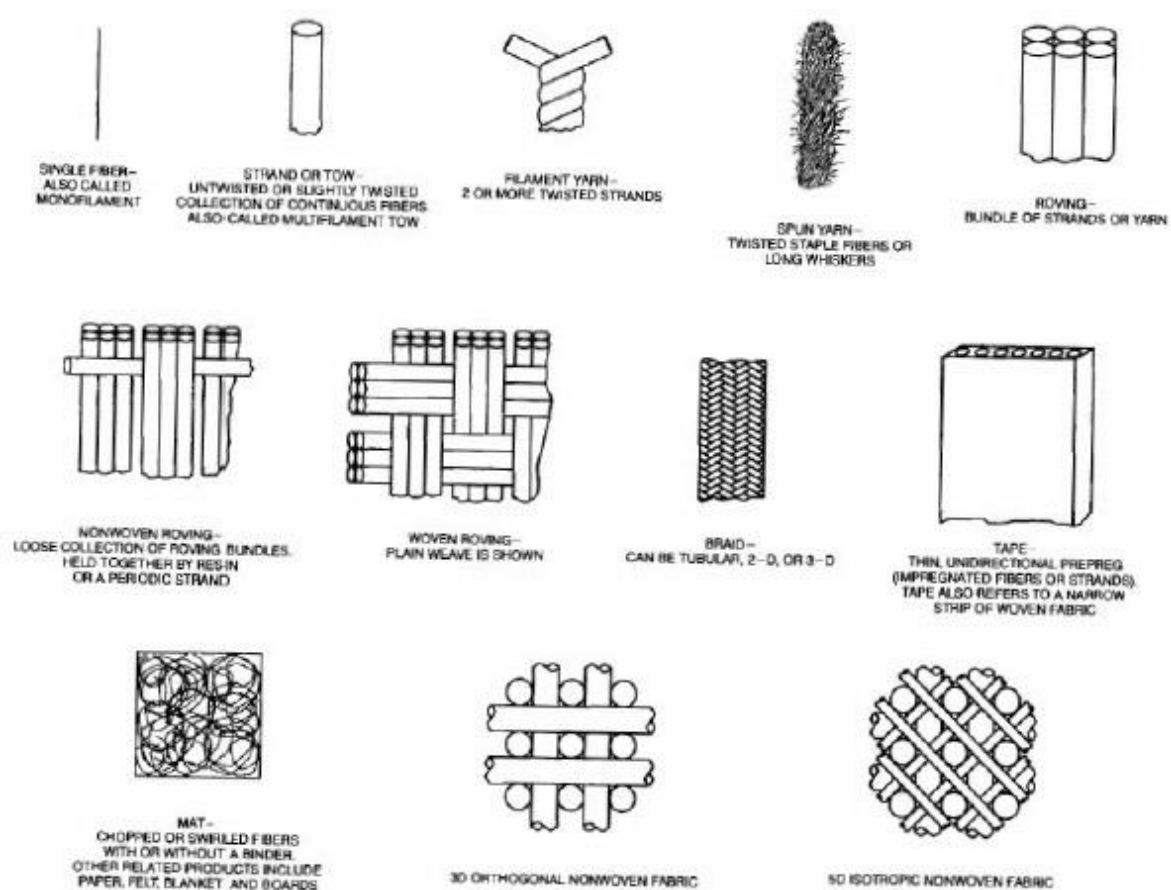 SINGLE FIBER–
ALSO CALLED
MONOFILAMENT
STRAND OR TOW–
UNTWISTED OR SLIGHTLY TWISTED
COLLECTION OF CONTINUOUS FIBERS
ALSO CALLED MULTIFILAMENT TOW
FILAMENT YARN–
2 OR MORE TWISTED STRANDS
SPUN YARN–
TWISTED STAPLE FIBERS OR
LONG WHISKERS
ROVING–
BUNDLE OF STRANDS OR YARN
NONWOVEN ROVING–
LOOSE COLLECTION OF ROVING BUNDLES.
HELD TOGETHER BY RESIN
OR A PERIODIC STRAND
WOVEN ROVING–
PLAIN WEAVE IS SHOWN
BRAID–
CAN BE TUBULAR, 2–D, OR 3–D
TAPE–
THIN, UNIDIRECTIONAL PREPREG
(IMPREGNATED FIBERS OR STRANDS).
TAPE ALSO REFERS TO A NARROW
STRIP OF WOVEN FABRIC
MAT–
CHOPPED OR SWIRLED FIBERS
WITH OR WITHOUT A BINDER.
OTHER RELATED PRODUCTS INCLUDE
PAPER, FELT, BLANKET AND BOARDS
3D ORTHOGONAL NONWOVEN FABRIC
5D ISOTROPIC NONWOVEN FABRIC